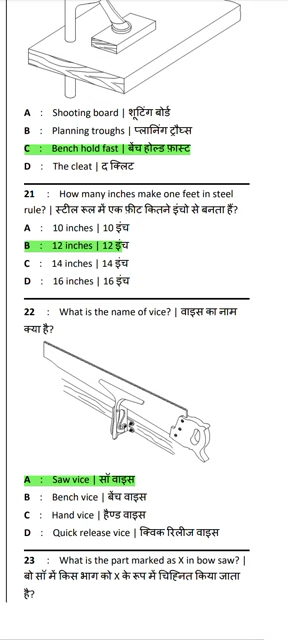 A : Shooting board | शूटिंग बोर्ड
B : Planning troughs | प्लानिंग ट्रौघ्स
C : Bench hold fast | बेंच होल्ड फ़ास्ट
D : The cleat | द क्लिट
21 : How many inches make one feet in steel
rule? | स्टील रूल में एक फ़ीट कितने इंचो से बनता हैं?
A : 10 inches | 10 इंच
B : 12 inches | 12 इंच
C : 14 inches | 14 इंच
D : 16 inches | 16 इंच
22 : What is the name of vice? | वाइस का नाम
क्या है?
A : Saw vice | सॉ वाइस
B : Bench vice | बेंच वाइस
C : Hand vice | हैण्ड वाइस
D : Quick release vice | क्विक रिलीज वाइस
23 : What is the part marked as X in bow saw? |
बो सॉ में किस भाग को X के रूप में चिह्नित किया जाता
है?